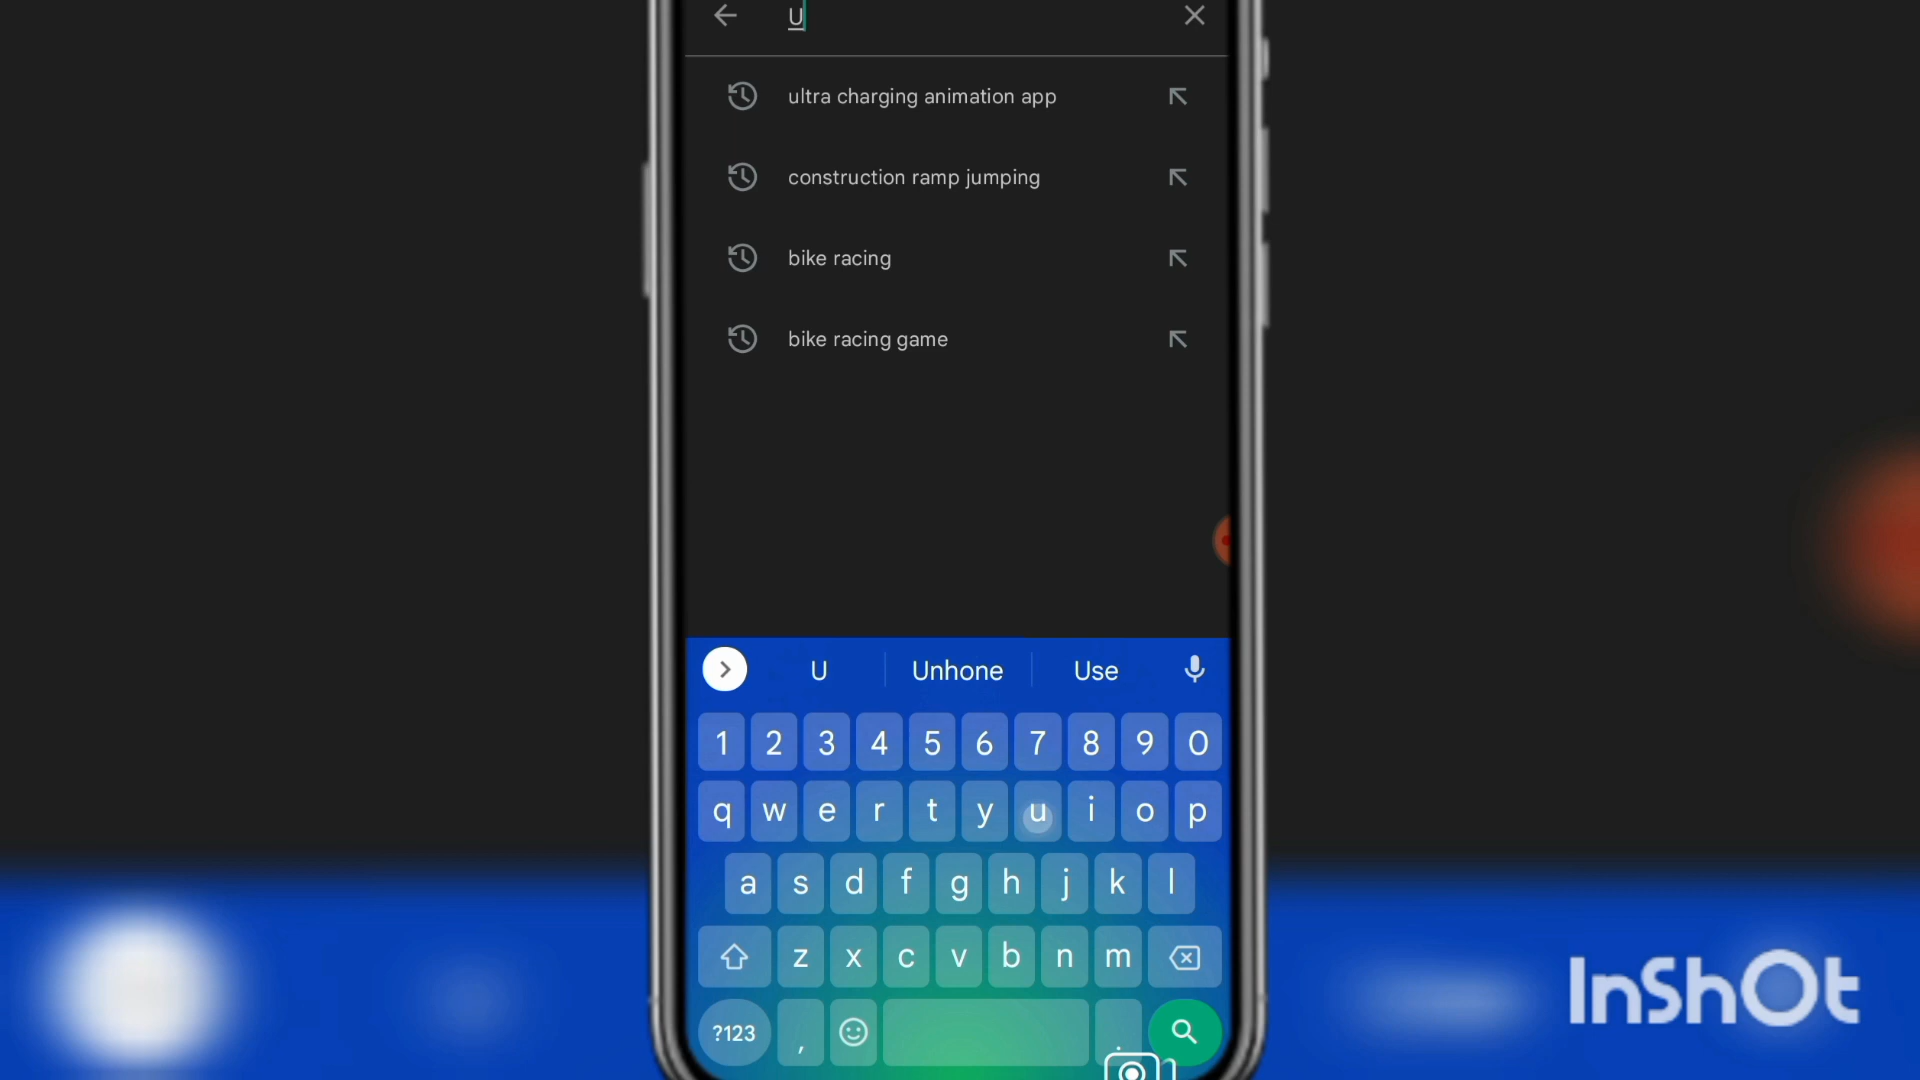 U
ultra charging animation app
construction ramp jumping
bike racing
bike racing game
U Unhone Use
1 2 3 4 5 6 7 8 9 0
q w e r t y u i o p
a s d f g h j k l
z x c v b n m
?123 , .
InShOt